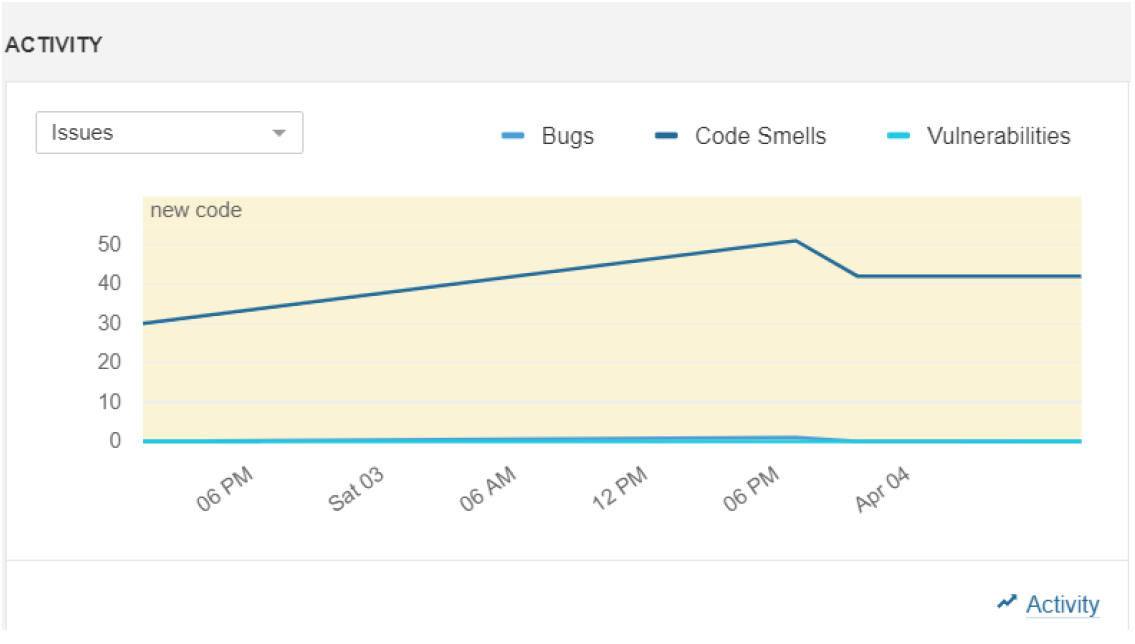 ACTIVITY
Issues
Bugs
Code Smells
Vulnerabilities
new code
50
40
30
20
10
0
06 PM
Sat 03
06 AM
12 PM
06 PM
Apr 04
Activity